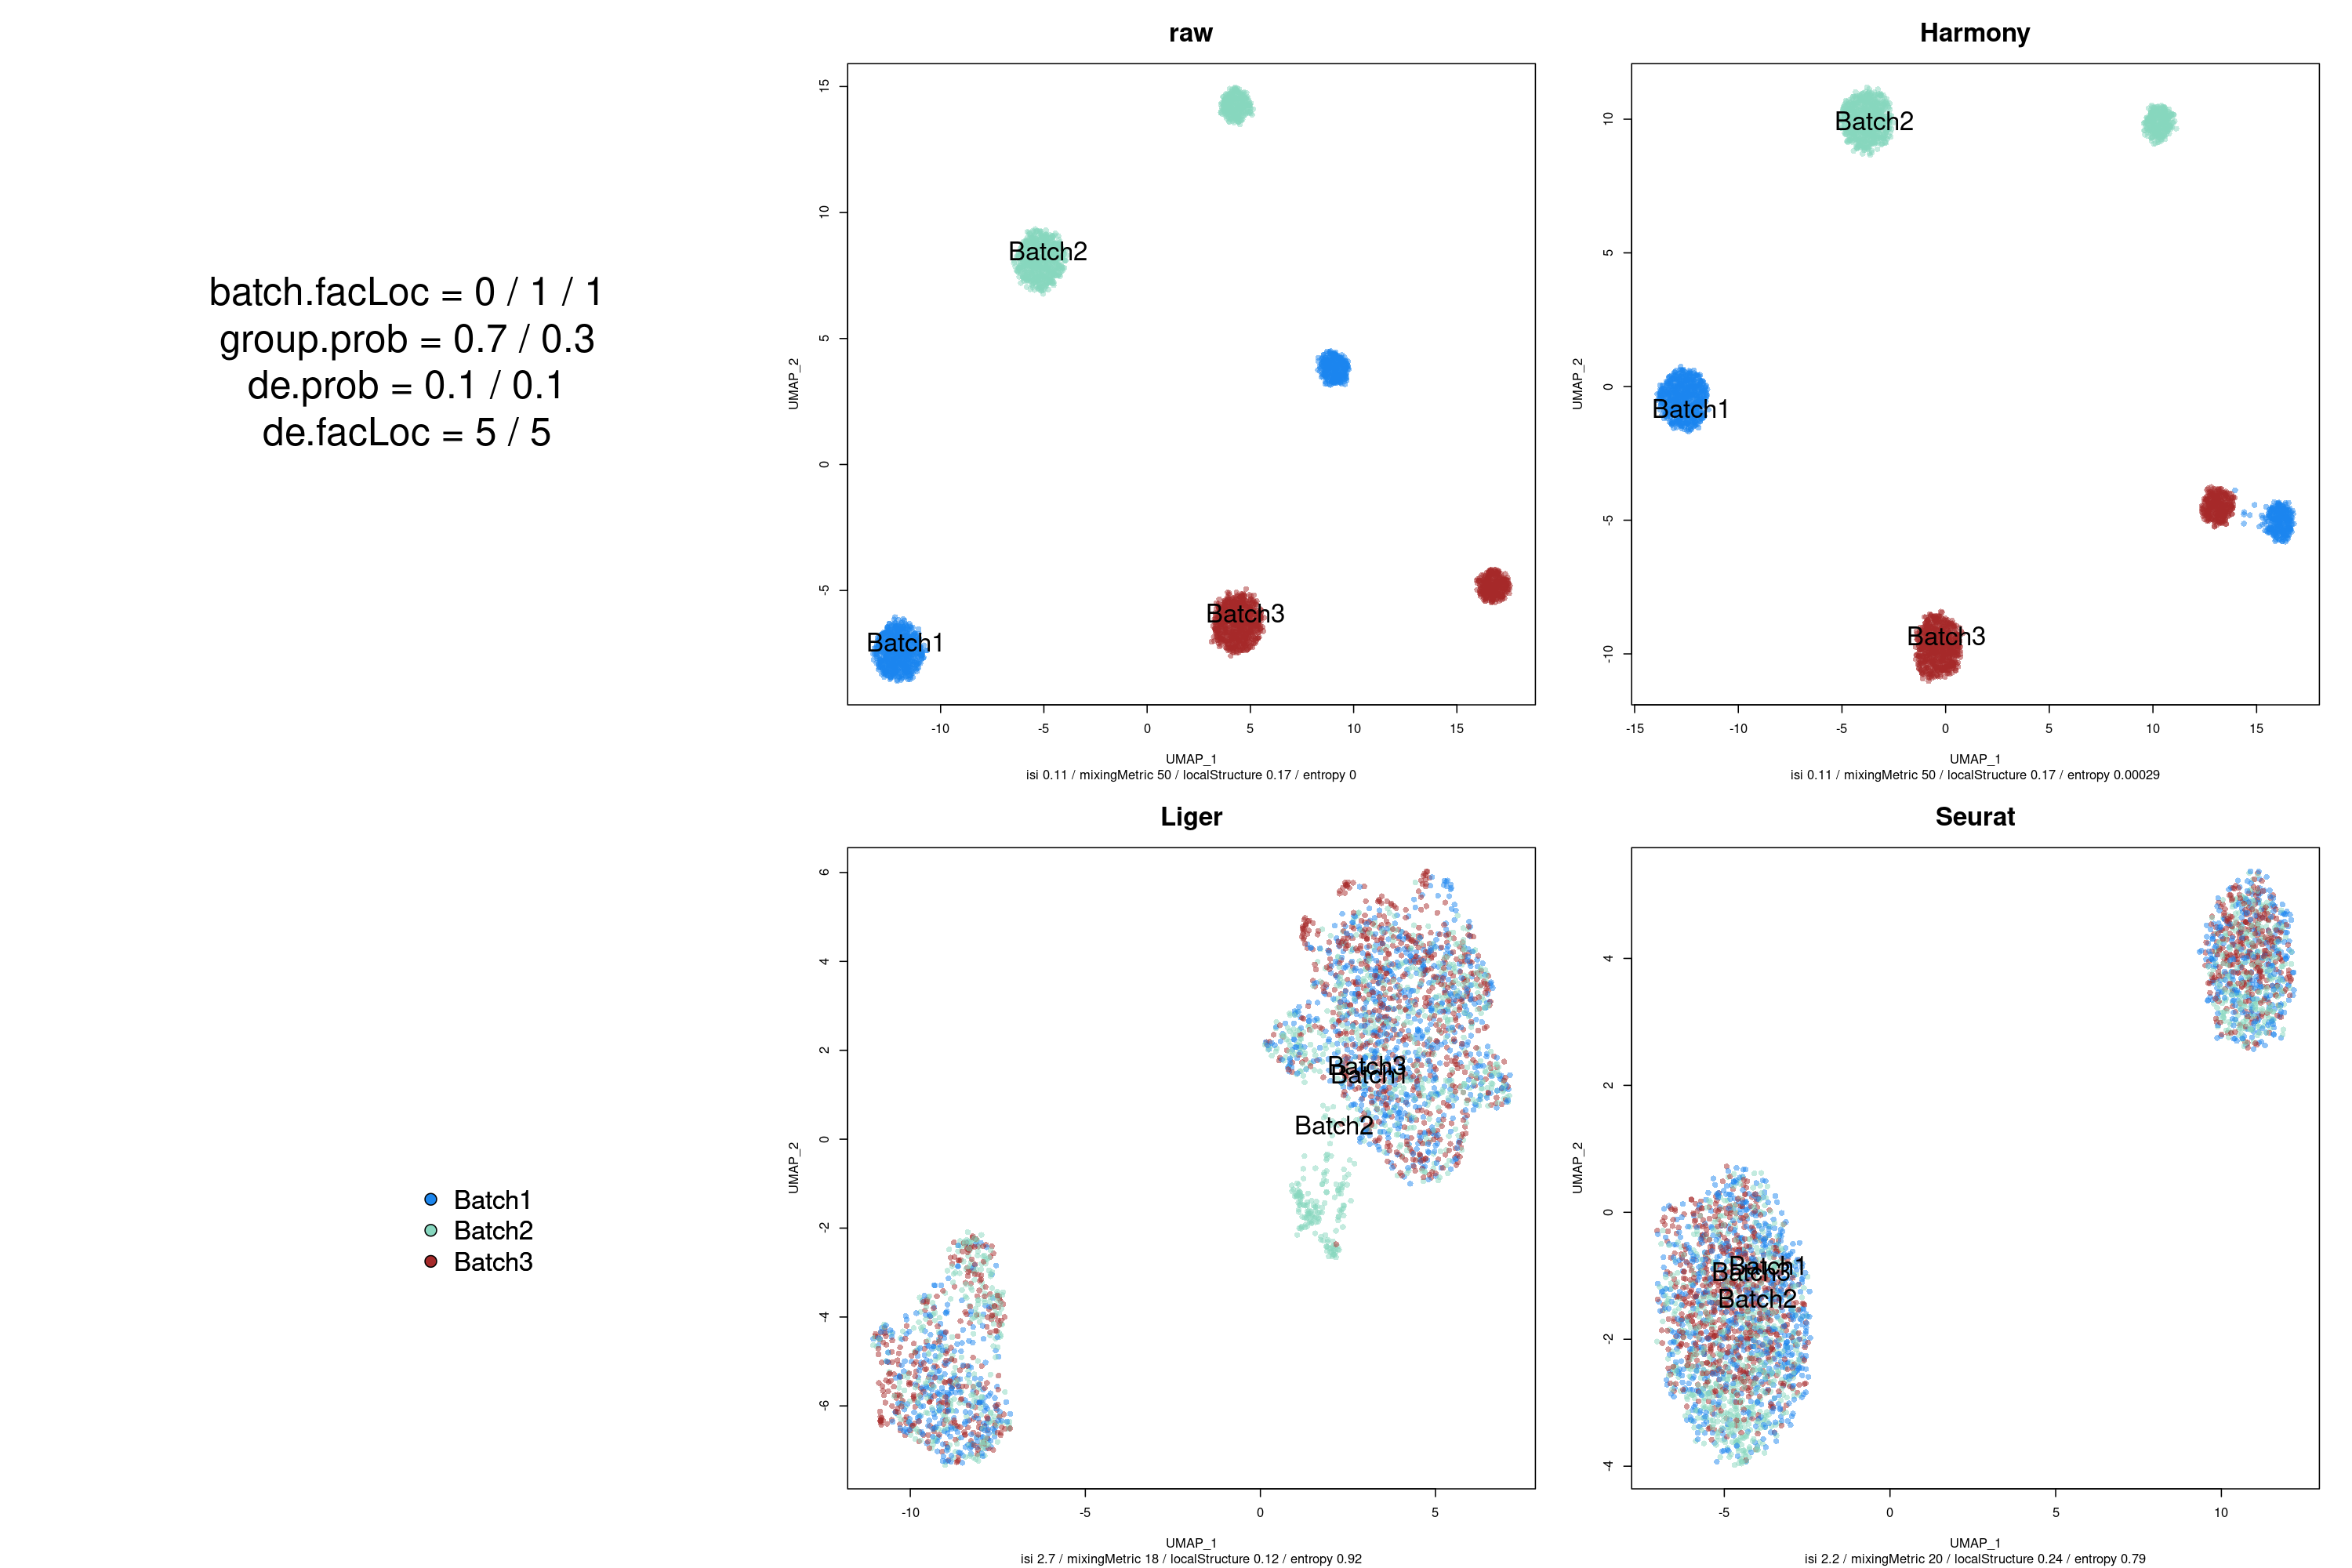 batch.facLoc = 0 / 1 / 1
group.prob = 0.7 / 0.3
de.prob = 0.1 / 0.1
de.facLoc = 5 / 5
raw
15
10
5
0
-5
UMAP_2
Batch2
Batch3
Batch1
-10
-5
0
5
10
15
UMAP_1
isi 0.11 / mixingMetric 50 / localStructure 0.17 / entropy 0
Harmony
10
5
0
-5
-10
UMAP_2
Batch2
Batch1
Batch3
-15
-10
-5
0
5
10
15
UMAP_1
isi 0.11 / mixingMetric 50 / localStructure 0.17 / entropy 0.00029
Batch1
Batch2
Batch3
Liger
6
4
2
0
-2
-4
-6
UMAP_2
Batch3
Batch1
Batch2
-10
-5
0
5
UMAP_1
isi 2.7 / mixingMetric 18 / localStructure 0.12 / entropy 0.92
Seurat
4
2
0
-2
-4
UMAP_2
Batch1
Batch3
Batch2
-5
0
5
10
UMAP_1
isi 2.2 / mixingMetric 20 / localStructure 0.24 / entropy 0.79